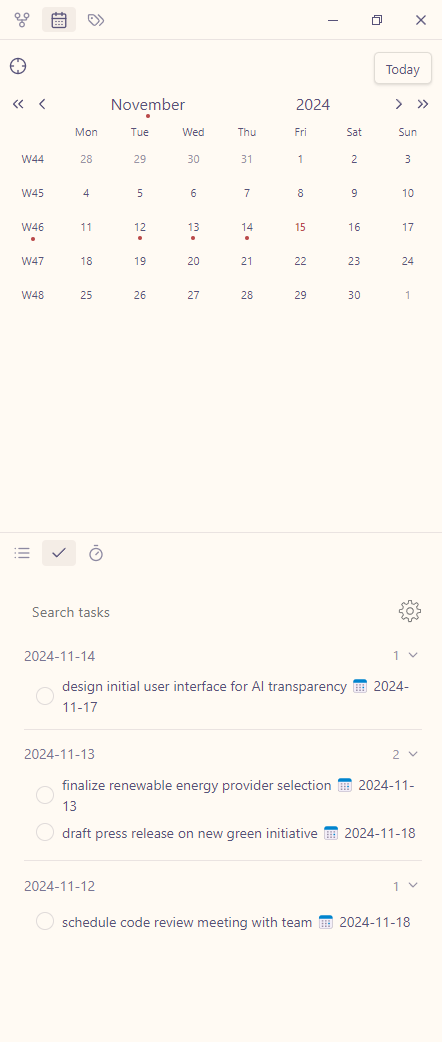 Today
November 2024
Mon Tue Wed Thu Fri Sat Sun
W44 28 29 30 31 1 2 3
W45 4 5 6 7 8 9 10
W46 11 12 13 14 15 16 17
W47 18 19 20 21 22 23 24
W48 25 26 27 28 29 30 1
Search tasks
2024-11-14 1
design initial user interface for AI transparency 2024-
11-17
2024-11-13 2
finalize renewable energy provider selection 2024-11-
13
draft press release on new green initiative 2024-11-18
2024-11-12 1
schedule code review meeting with team 2024-11-18